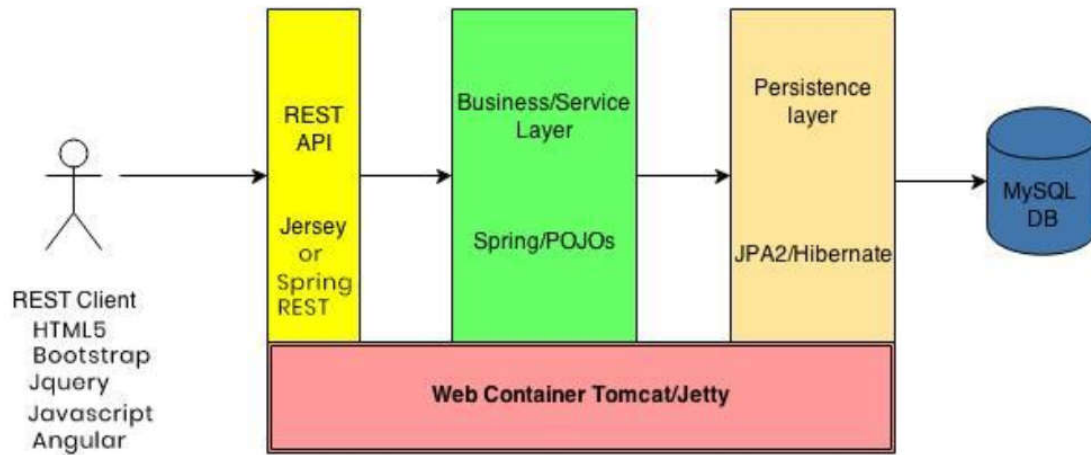 REST Client
HTML5
Bootstrap
Jquery
Javascript
Angular
REST
API
Jersey
or
Spring
REST
Business/Service
Layer
Spring/POJOs
Persistence
layer
JPA2/Hibernate
MySQL
DB
Web Container Tomcat/Jetty